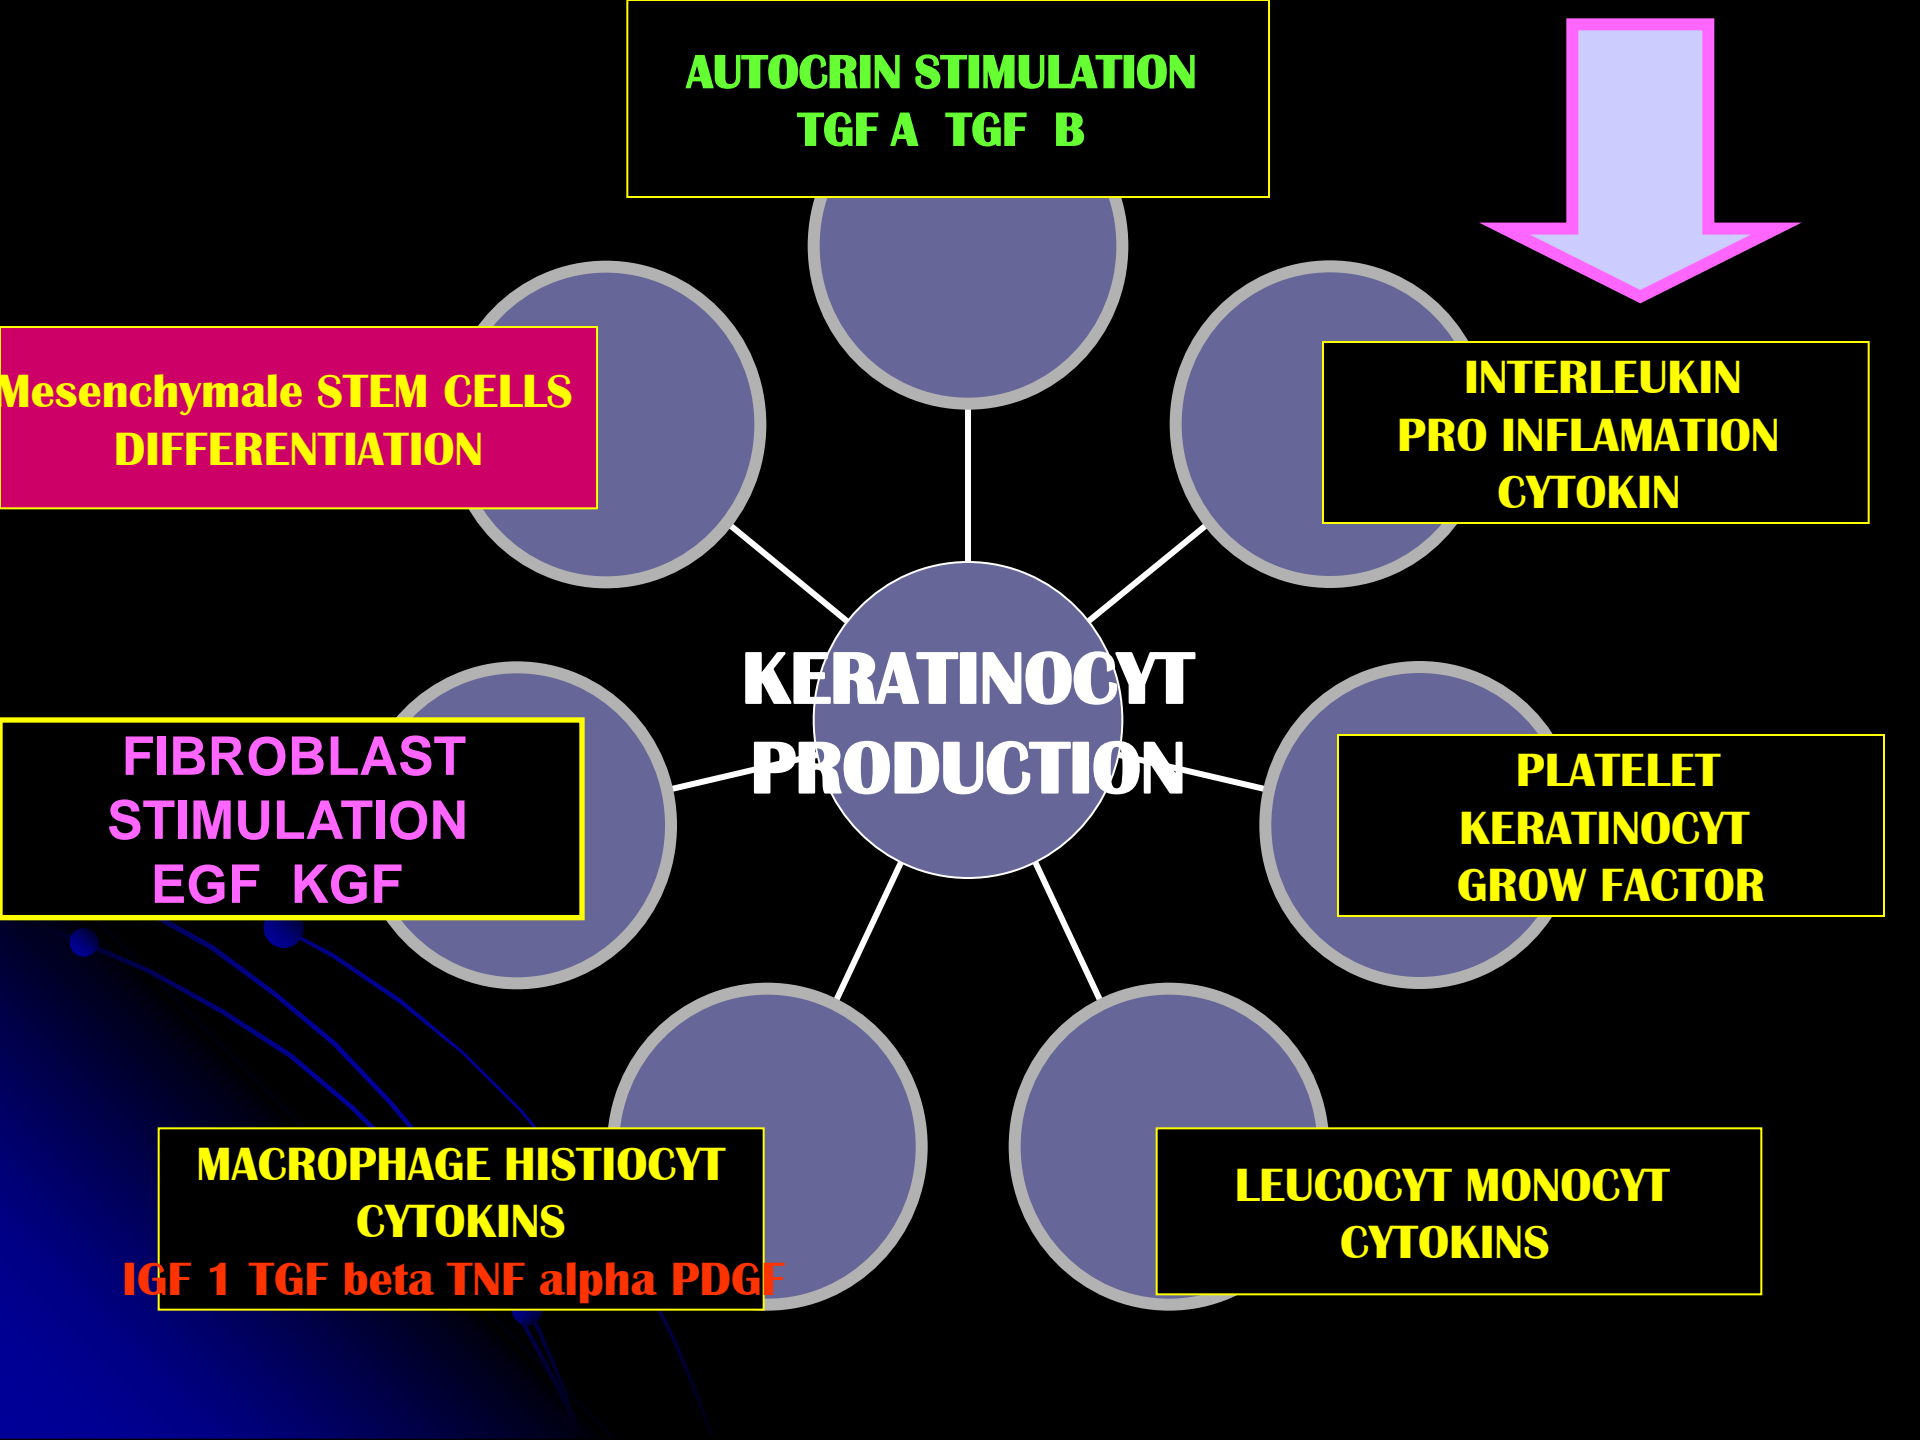 AUTOCRIN STIMULATION
TGF A TGF B
Mesenchymale STEM CELLS
DIFFERENTIATION
INTERLEUKIN
PRO INFLAMATION
CYTOKIN
KERATINOCYT
PRODUCTION
FIBROBLAST
STIMULATION
EGF KGF
PLATELET
KERATINOCYT
GROW FACTOR
MACROPHAGE HISTIOCYT
CYTOKINS
IGF 1 TGF beta TNF alpha PDGF
LEUCOCYT MONOCYT
CYTOKINS